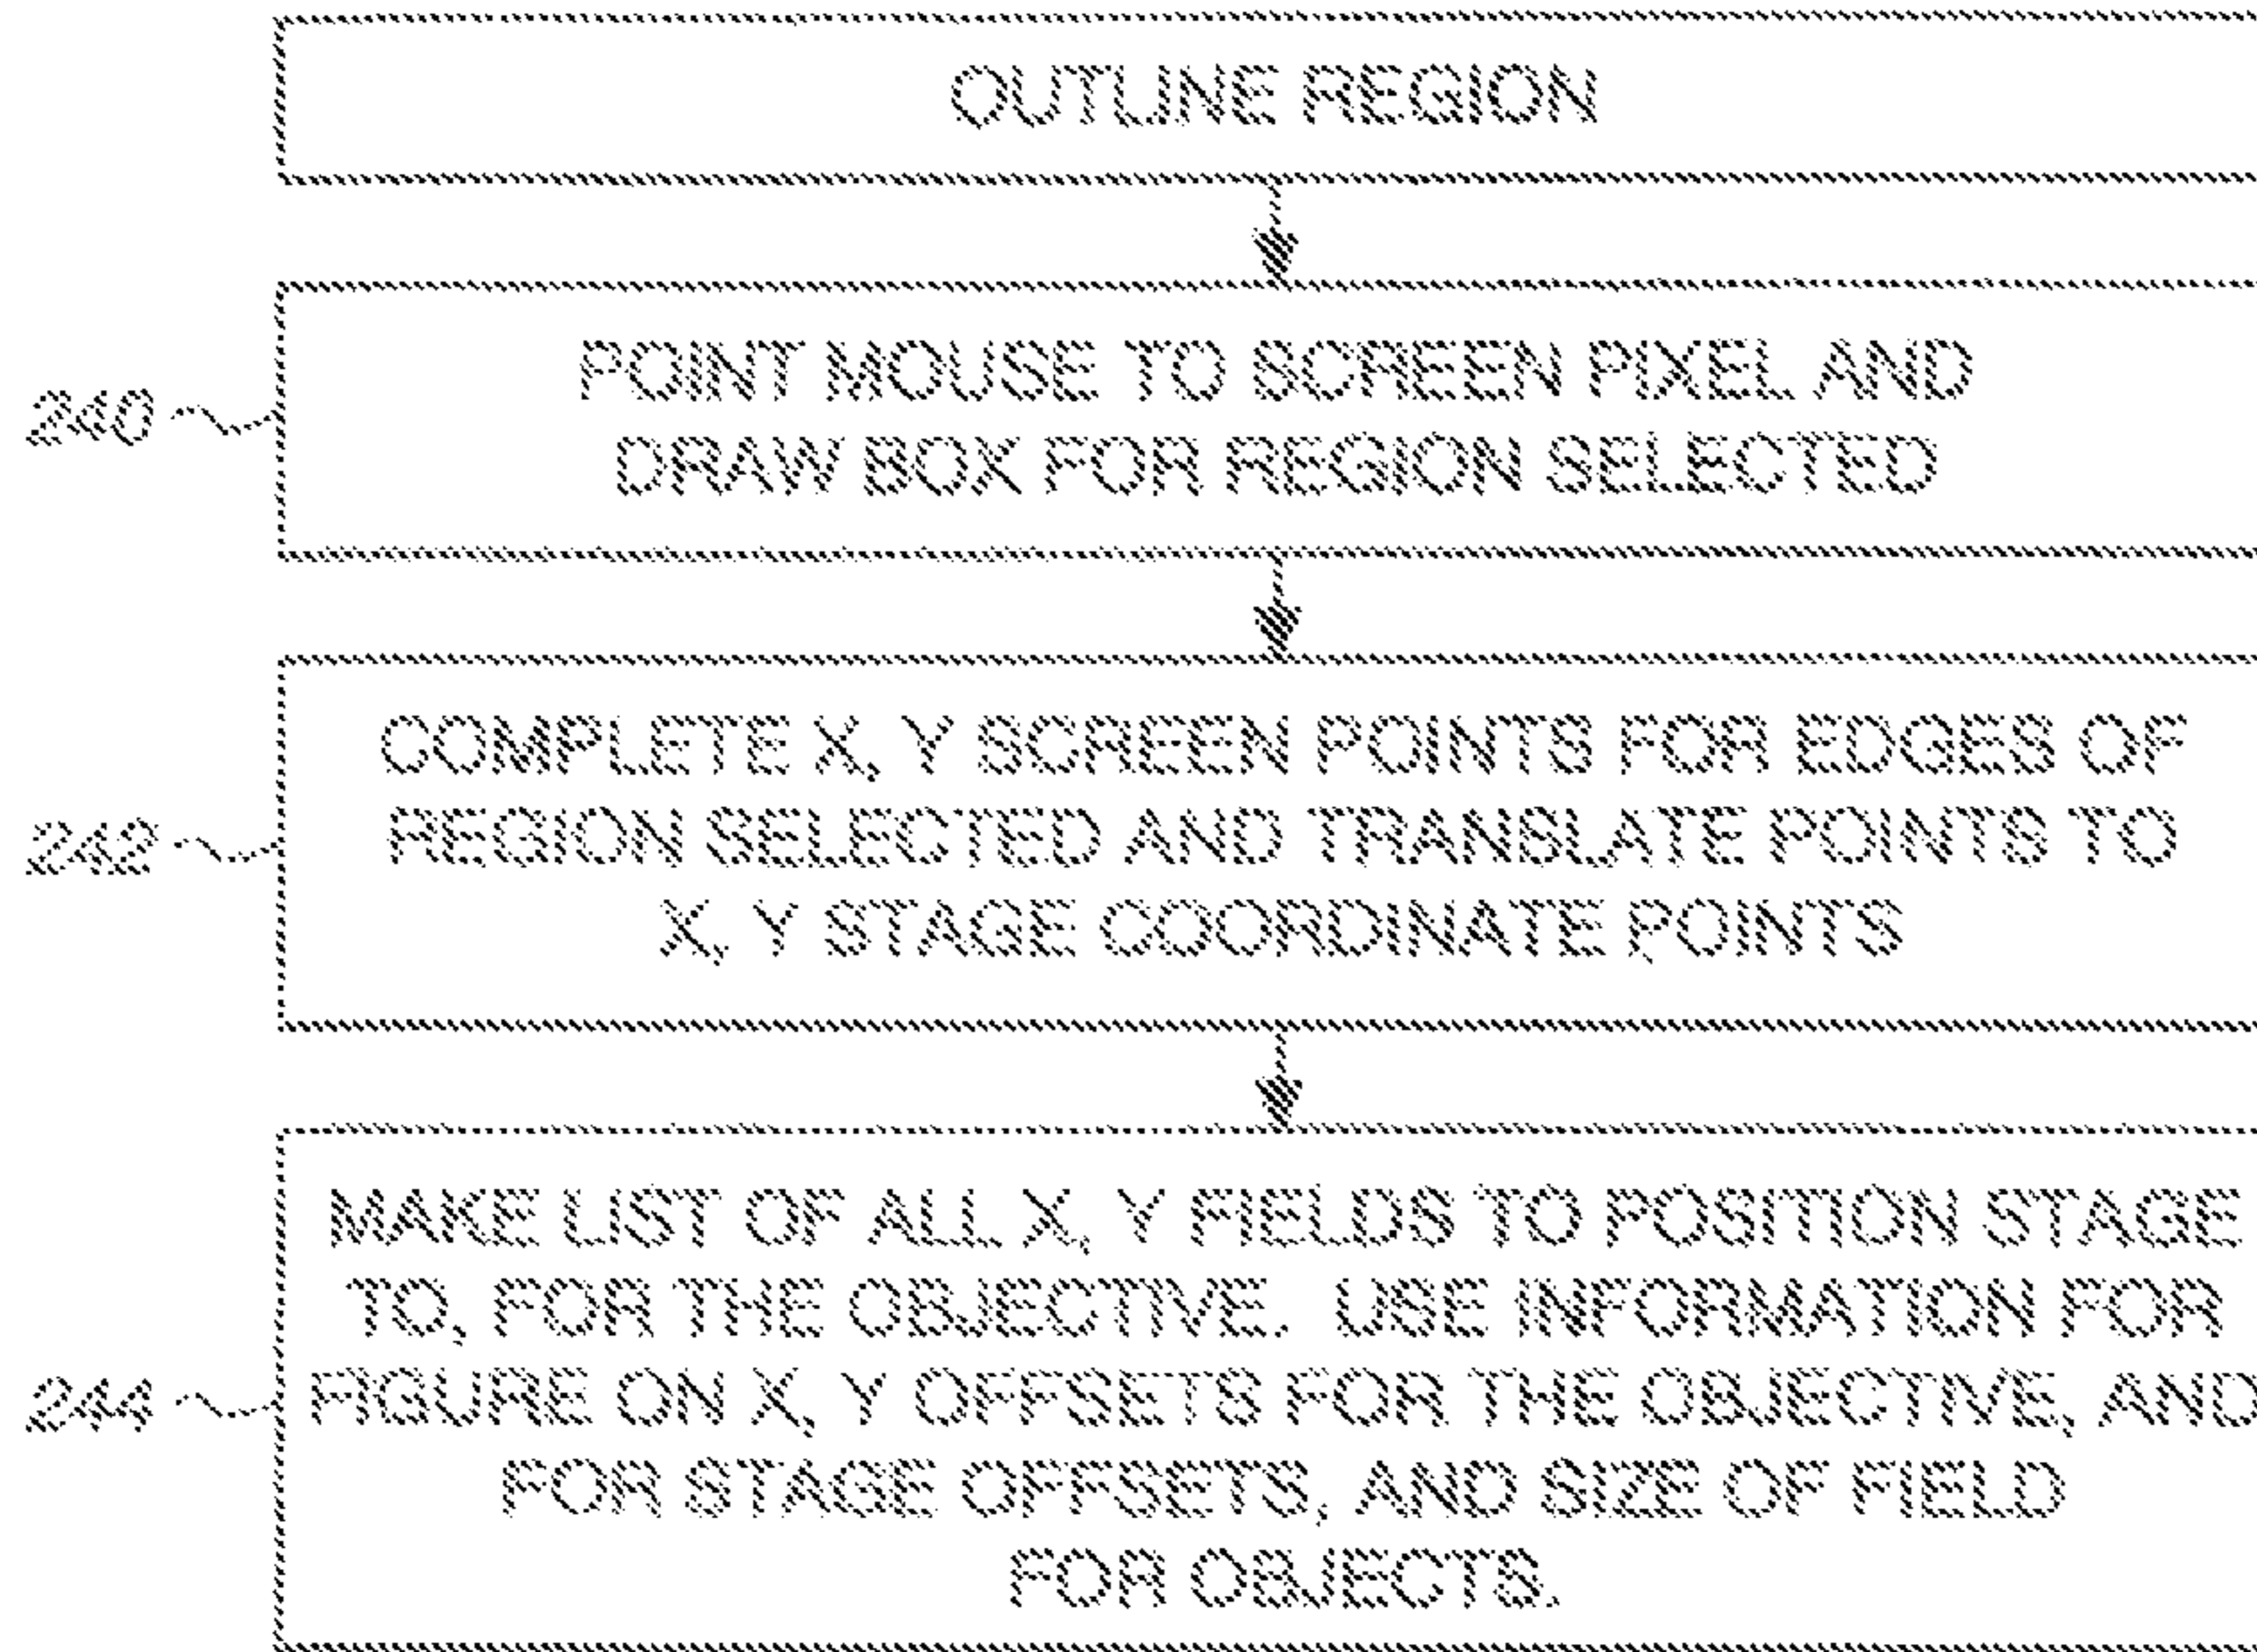 OUTLINE REGION
240
POINT MOUSE TO SCREEN PIXEL AND
DRAW BOX FOR REGION SELECTED
242
COMPLETE X, Y SCREEN POINTS FOR EDGES OF
REGION SELECTED AND TRANSLATE POINTS TO
X, Y STAGE COORDINATE POINTS
244
MAKE LIST OF ALL X, Y FIELDS TO POSITION STAGE
TO, FOR THE OBJECTIVE. USE INFORMATION FOR
FIGURE ON X, Y OFFSETS FOR THE OBJECTIVE, AND
FOR STAGE OFFSETS, AND SIZE OF FIELD
FOR OBJECTS.